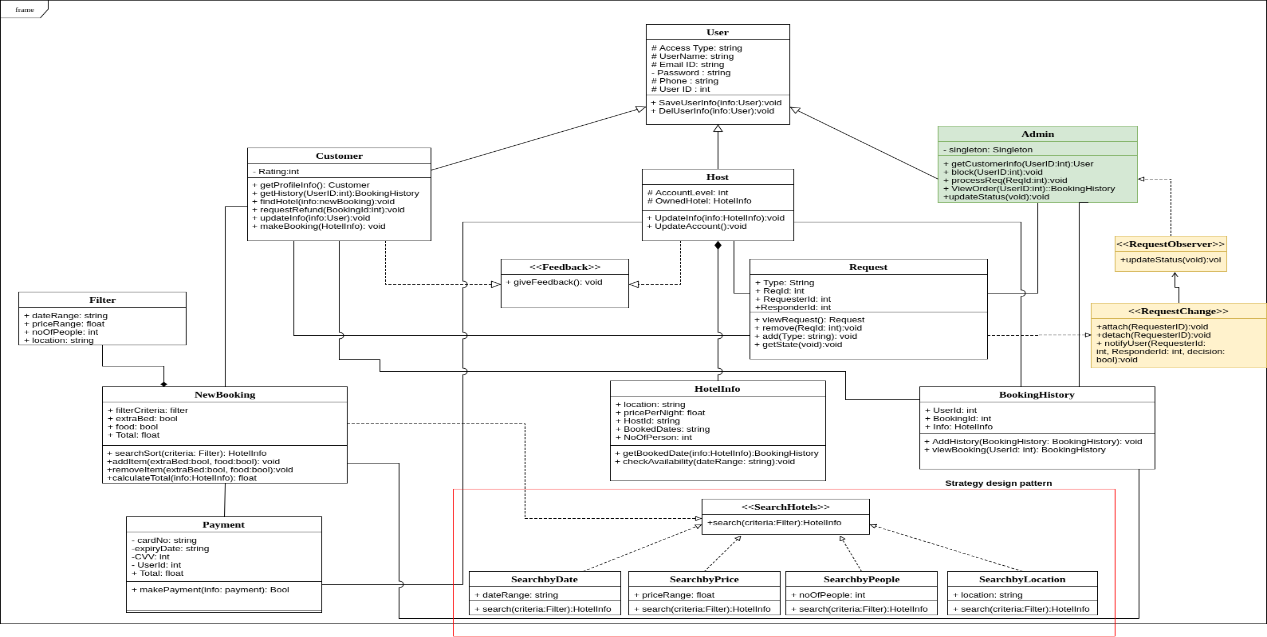 frame
User
# Access Type: string
# UserName: string
# Email ID: string
- Password : string
# Phone : string
# User ID : int
+ SaveUserInfo(info:User):void
+ DelUserInfo(info:User):void
Customer
- Rating:int
+ getProfileInfo(): Customer
+ getHistory(UserID:int):BookingHistory
+ findHotel(info:newBooking):void
+ requestRefund(BookingId:int):void
+ updateInfo(info:User):void
+ makeBooking(HotelInfo): void
Host
# AccountLevel: int
# OwnedHotel: HotelInfo
+ UpdateInfo(info:HotelInfo):void
+ UpdateAccount():void
Admin
- singleton: Singleton
+ getCustomerInfo(UserID:int):User
+ block(UserID:int):void
+ processReq(ReqId:int):void
+ ViewOrder(UserID:int)::BookingHistory
+updateStatus(void):void
<<RequestObserver>>
+updateStatus(void):voi
<<Feedback>>
+ giveFeedback(): void
Request
+ Type: String
+ ReqId: int
+ RequesterId: int
+ResponderId: int
+ viewRequest(): Request
+ remove(ReqId: int):void
+ add(Type: string): void
+ getState(void):void
<<RequestChange>>
+attach(RequesterID):void
+detach(RequesterID):void
+ notifyUser(RequesterId:
int, ResponderId: int, decision:
bool):void
Filter
+ dateRange: string
+ priceRange: float
+ noOfPeople: int
+ location: string
NewBooking
+ filterCriteria: filter
+ extraBed: bool
+ food: bool
+ Total: float
+ searchSort(criteria: Filter): HotelInfo
+addItem(extraBed:bool, food:bool): void
+removeItem(extraBed:bool, food:bool):void
+calculateTotal(info:HotelInfo): float
HotelInfo
+ location: string
+ pricePerNight: float
+ HostId: string
+ BookedDates: string
+ NoOfPerson: int
+ getBookedDate(info:HotelInfo):BookingHistory
+ checkAvailability(dateRange: string):void
BookingHistory
+ UserId: int
+ BookingId: int
+ Info: HotelInfo
+ AddHistory(BookingHistory: BookingHistory): void
+ viewBooking(UserId: int): BookingHistory
Strategy design pattern
<<SearchHotels>>
+search(criteria:Filter):HotelInfo
Payment
- cardNo: string
-expiryDate: string
-CVV: int
- UserId: int
+ Total: float
+ makePayment(info: payment): Bool
SearchbyDate
+ dateRange: string
+ search(criteria:Filter):HotelInfo
SearchbyPrice
+ priceRange: float
+ search(criteria:Filter):HotelInfo
SearchbyPeople
+ noOfPeople: int
+ search(criteria:Filter):HotelInfo
SearchbyLocation
+ location: string
+ search(criteria:Filter):HotelInfo